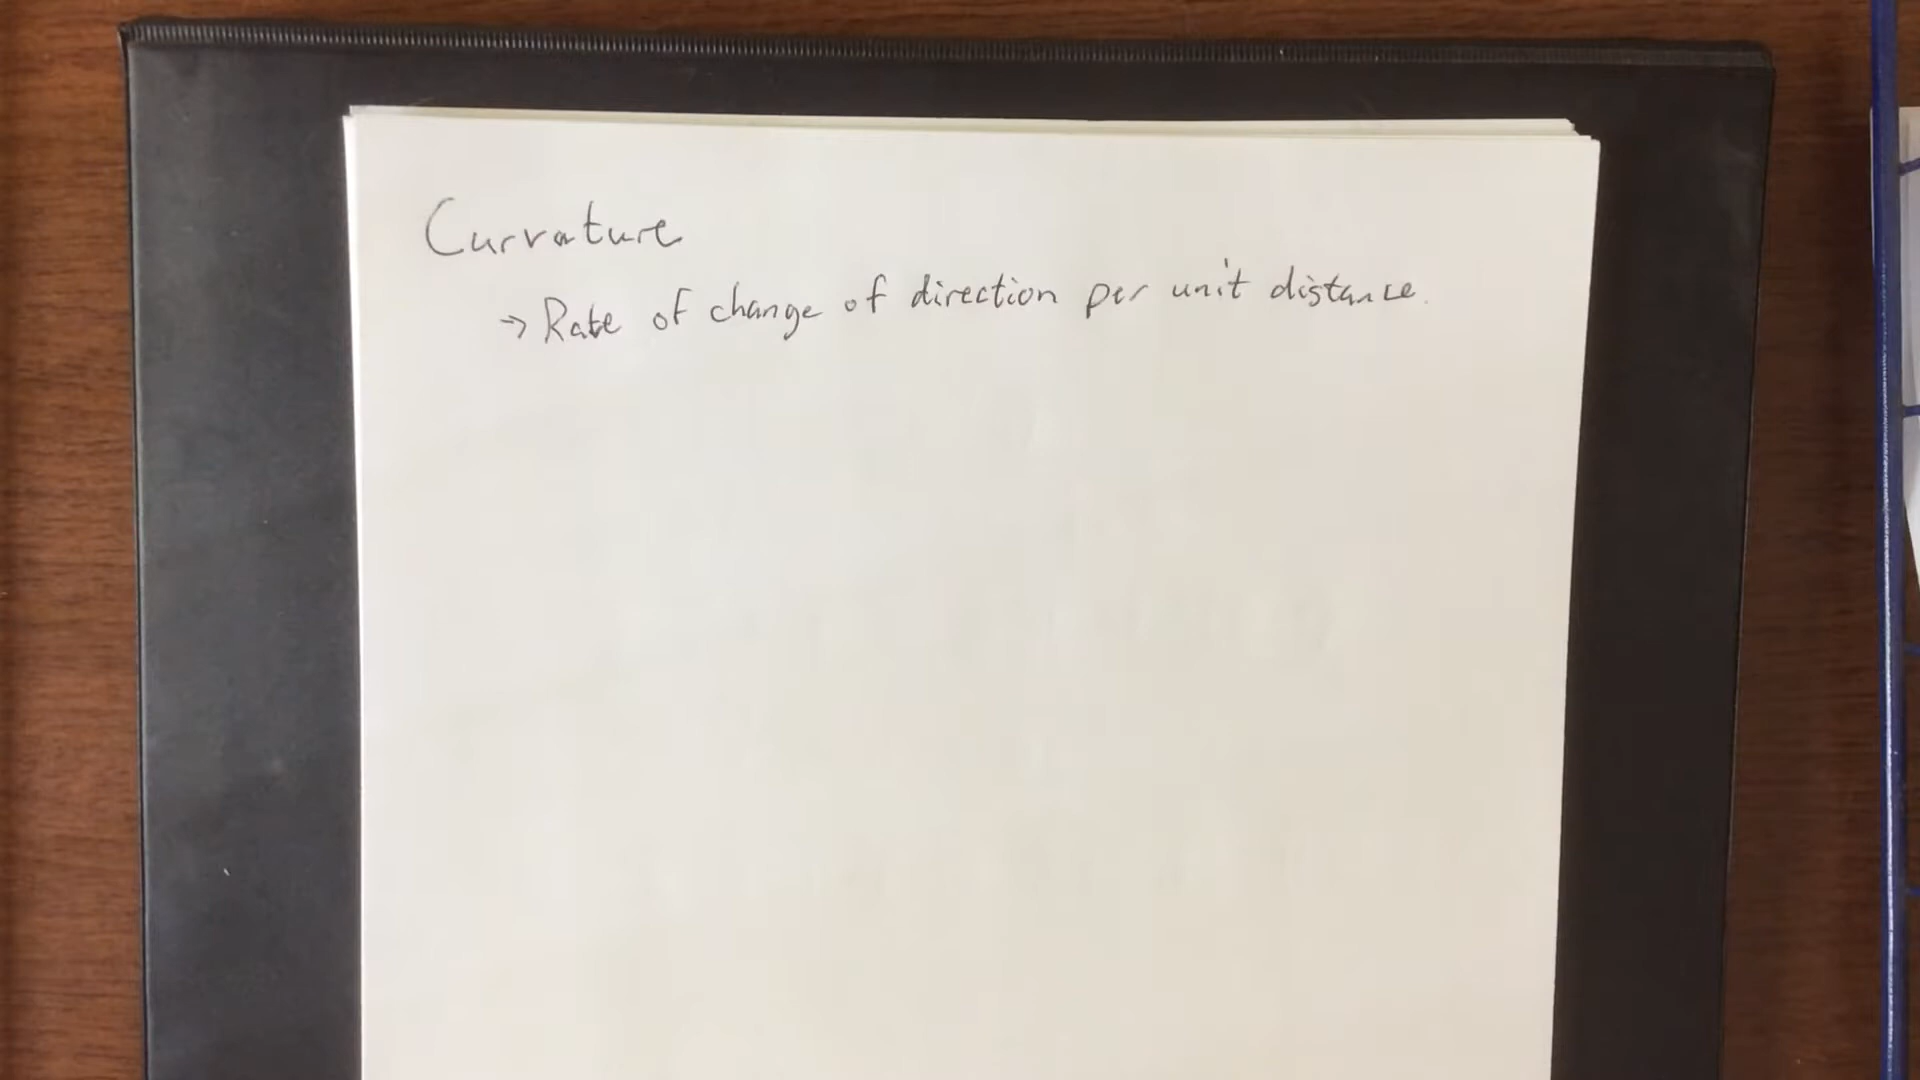 Curvature
→ Rate of change of direction per unit distance.